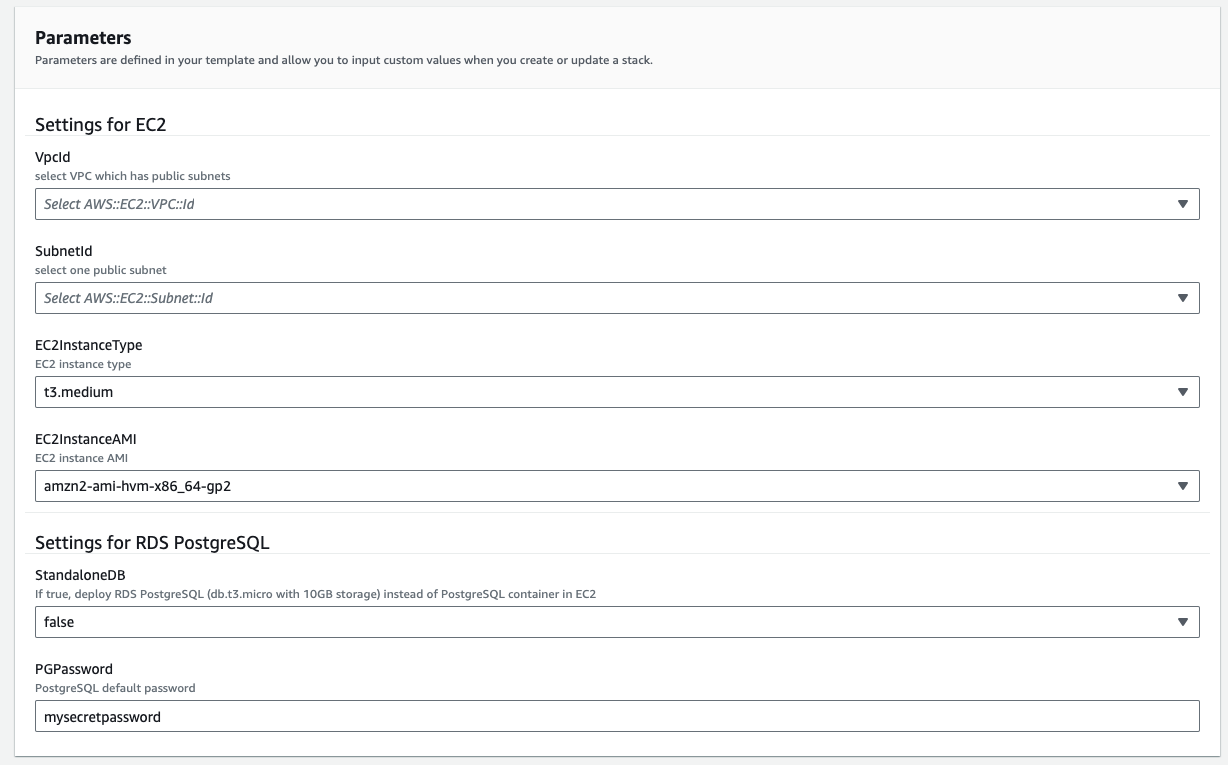 Parameters
Parameters are defined in your template and allow you to input custom values when you create or update a stack.
Settings for EC2
VpcId
select VPC which has public subnets
Select AWS::EC2::VPC::Id
SubnetId
select one public subnet
Select AWS::EC2::Subnet::Id
EC2InstanceType
EC2 instance type
t3.medium
EC2InstanceAMI
EC2 instance AMI
amzn2-ami-hvm-x86_64-gp2
Settings for RDS PostgreSQL
StandaloneDB
If true, deploy RDS PostgreSQL (db.t3.micro with 10GB storage) instead of PostgreSQL container in EC2
false
PGPassword
PostgreSQL default password
mysecretpassword